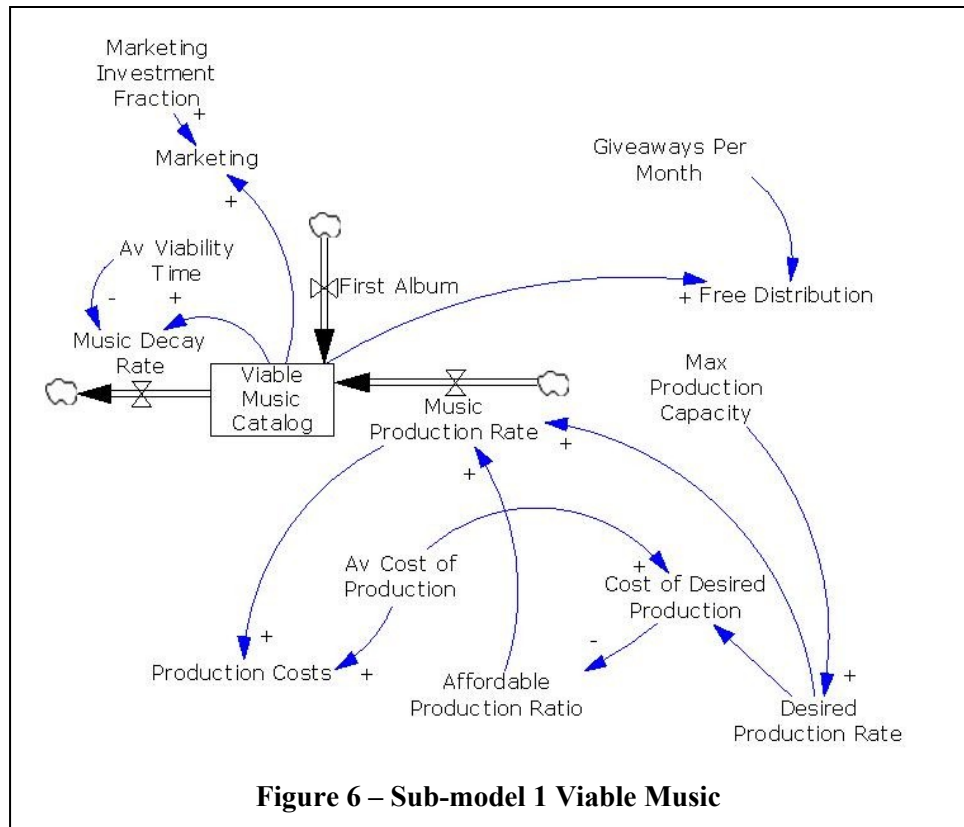 Marketing
Investment
Fraction
+
Marketing
+
Giveaways Per
Month
Av Viability
Time
-
+
First Album
+ Free Distribution
Music Decay
Rate
Viable
Music
Catalog
Max
Production
Capacity
Music
Production Rate
+
+
Av Cost of
Production
+
Cost of Desired
Production
-
+
Production Costs
+
Affordable
Production Ratio
+
Desired
Production Rate
Figure 6 – Sub-model 1 Viable Music